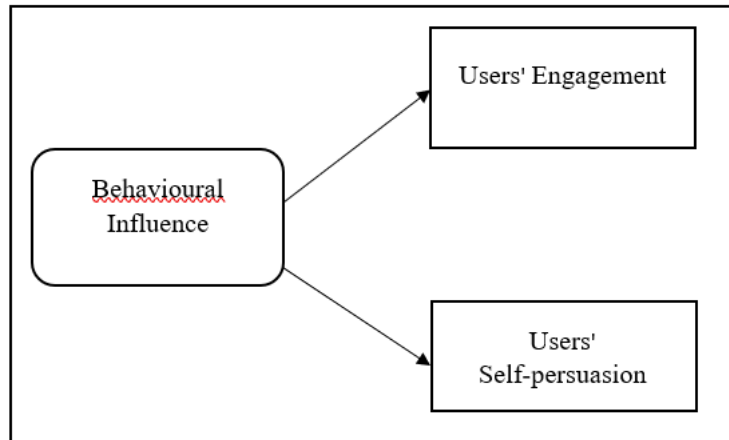 Users' Engagement
Behavioural
Influence
Users'
Self-persuasion